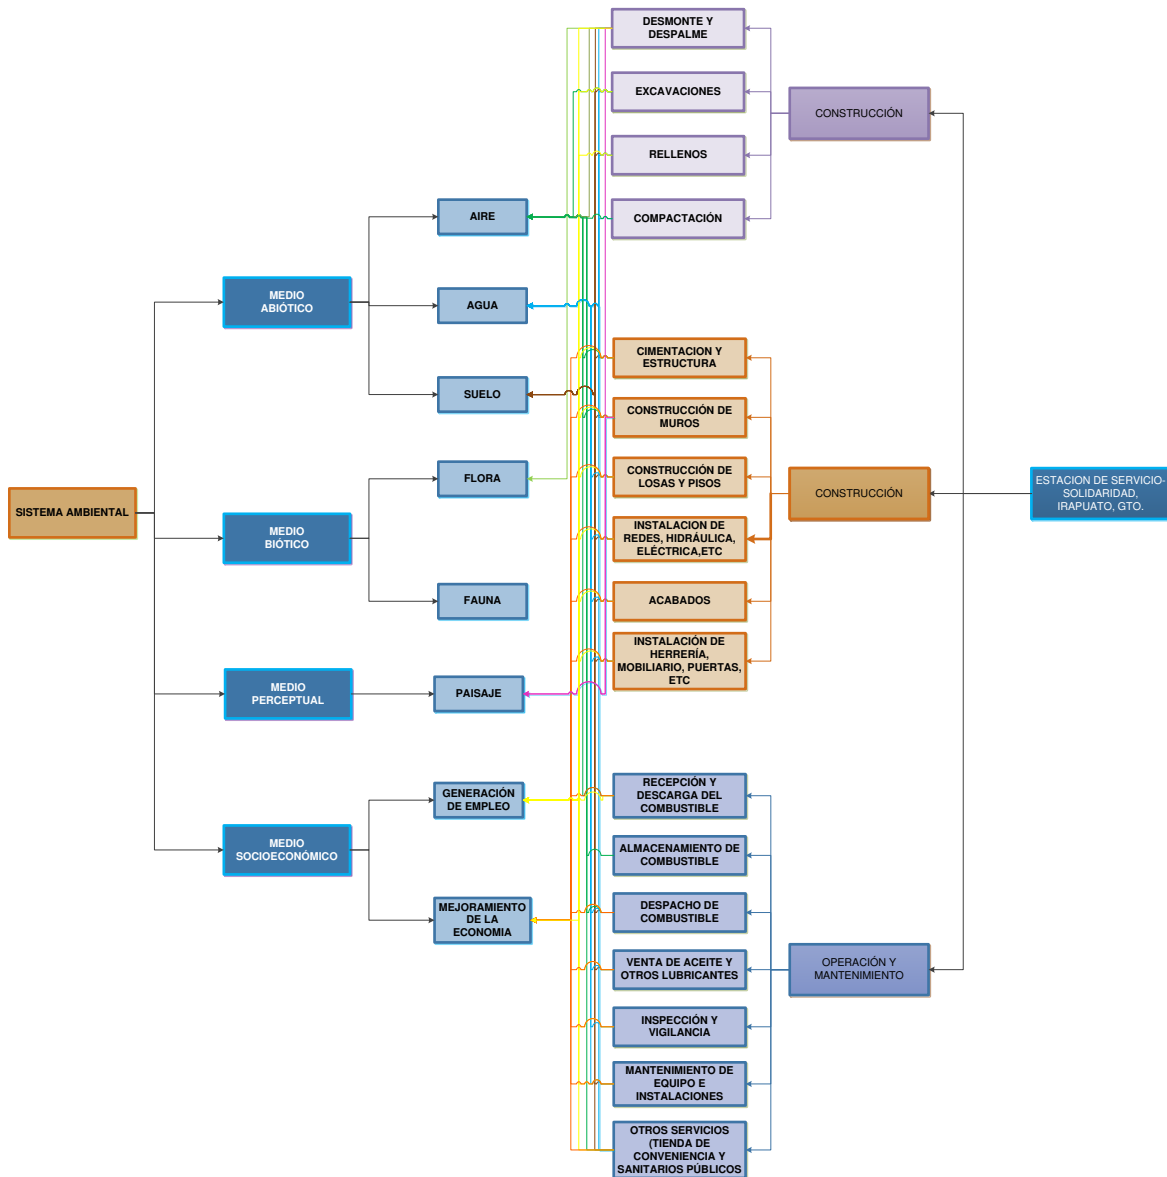 SISTEMA AMBIENTAL
MEDIO
ABIÓTICO
MEDIO
BIÓTICO
MEDIO
PERCEPTUAL
MEDIO
SOCIOECONÓMICO
AIRE
AGUA
SUELO
FLORA
FAUNA
PAISAJE
GENERACIÓN
DE EMPLEO
MEJORAMIENTO
DE LA
ECONOMIA
DESMONTE Y
DESPALME
EXCAVACIONES
RELLENOS
COMPACTACIÓN
CIMENTACION Y
ESTRUCTURA
CONSTRUCCIÓN DE
MUROS
CONSTRUCCIÓN DE
LOSAS Y PISOS
INSTALACION DE
REDES, HIDRÁULICA,
ELÉCTRICA,ETC
ACABADOS
INSTALACIÓN DE
HERRERÍA,
MOBILIARIO, PUERTAS,
ETC
RECEPCIÓN Y
DESCARGA DEL
COMBUSTIBLE
ALMACENAMIENTO DE
COMBUSTIBLE
DESPACHO DE
COMBUSTIBLE
VENTA DE ACEITE Y
OTROS LUBRICANTES
INSPECCIÓN Y
VIGILANCIA
MANTENIMIENTO DE
EQUIPO E
INSTALACIONES
OTROS SERVICIOS
(TIENDA DE
CONVENIENCIA Y
SANITARIOS PÚBLICOS
CONSTRUCCIÓN
CONSTRUCCIÓN
OPERACIÓN Y
MANTENIMIENTO
ESTACION DE SERVICIO-
SOLIDARIDAD,
IRAPUATO, GTO.